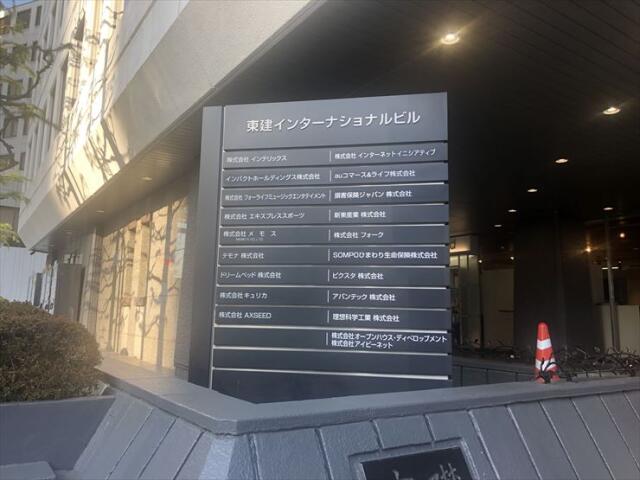 東建インターナショナルビル
株式会社 インテリックス
株式会社 インターネットイニシアティブ
インパクトホールディングス株式会社
auコマース&ライフ株式会社
株式会社 フォーライフミュージックエンタテイメント
損害保険ジャパン 株式会社
株式会社 エキスプレススポーツ
新東産業 株式会社
株式会社 メ モ ス
株式会社 フォーク
テモナ 株式会社
SOMPOひまわり生命保険株式会社
ドリームベッド 株式会社
ピクスタ 株式会社
株式会社 キュリカ
アバンテック 株式会社
株式会社 AXSEED
理想科学工業 株式会社
株式会社オープンハウス・ディベロップメント
株式会社アイビーネット